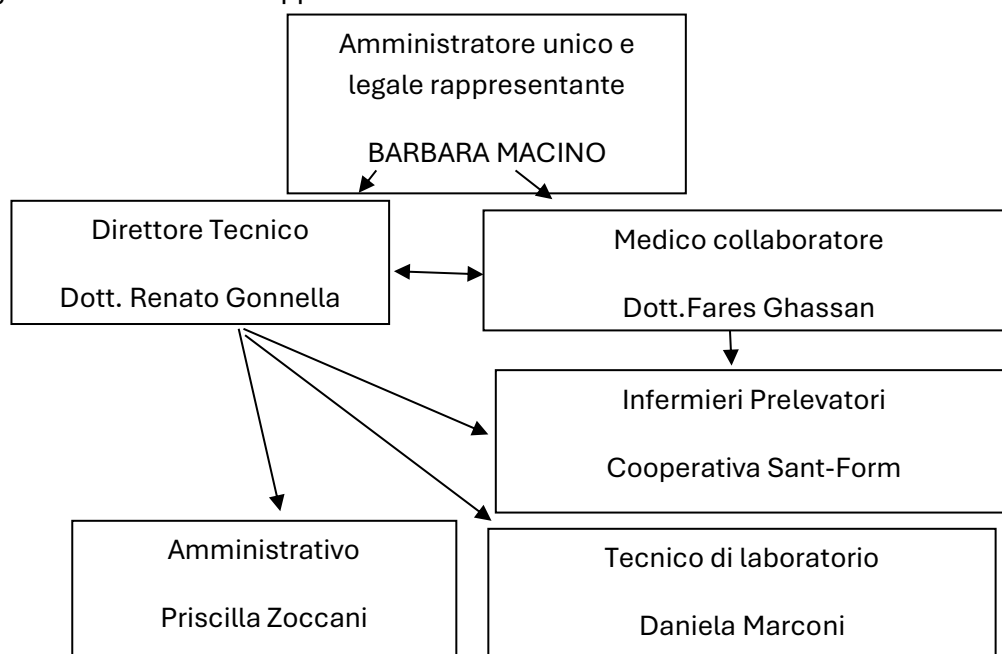 Amministratore unico e
legale rappresentante
BARBARA MACINO
Direttore Tecnico
Dott. Renato Gonnella
Medico collaboratore
Dott.Fares Ghassan
Infermieri Prelevatori
Cooperativa Sant-Form
Amministrativo
Priscilla Zoccani
Tecnico di laboratorio
Daniela Marconi